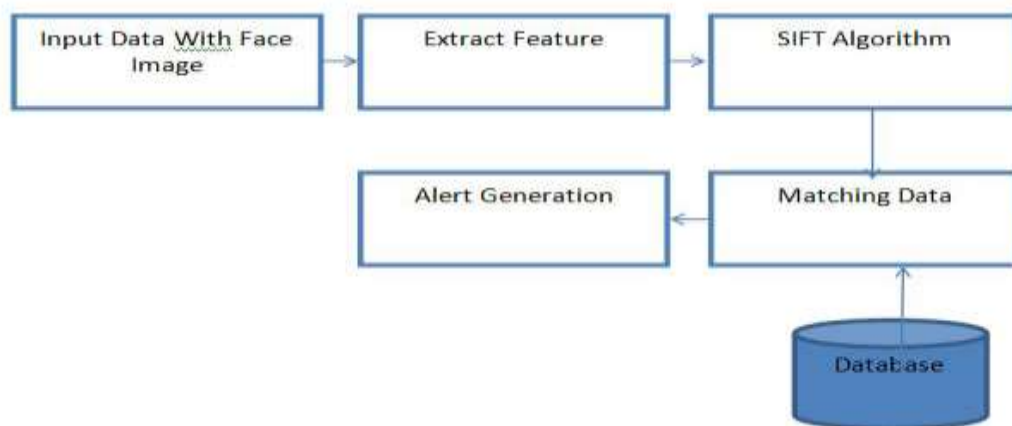 Input Data With Face
Image
Extract Feature
SIFT Algorithm
Alert Generation
Matching Data
Database